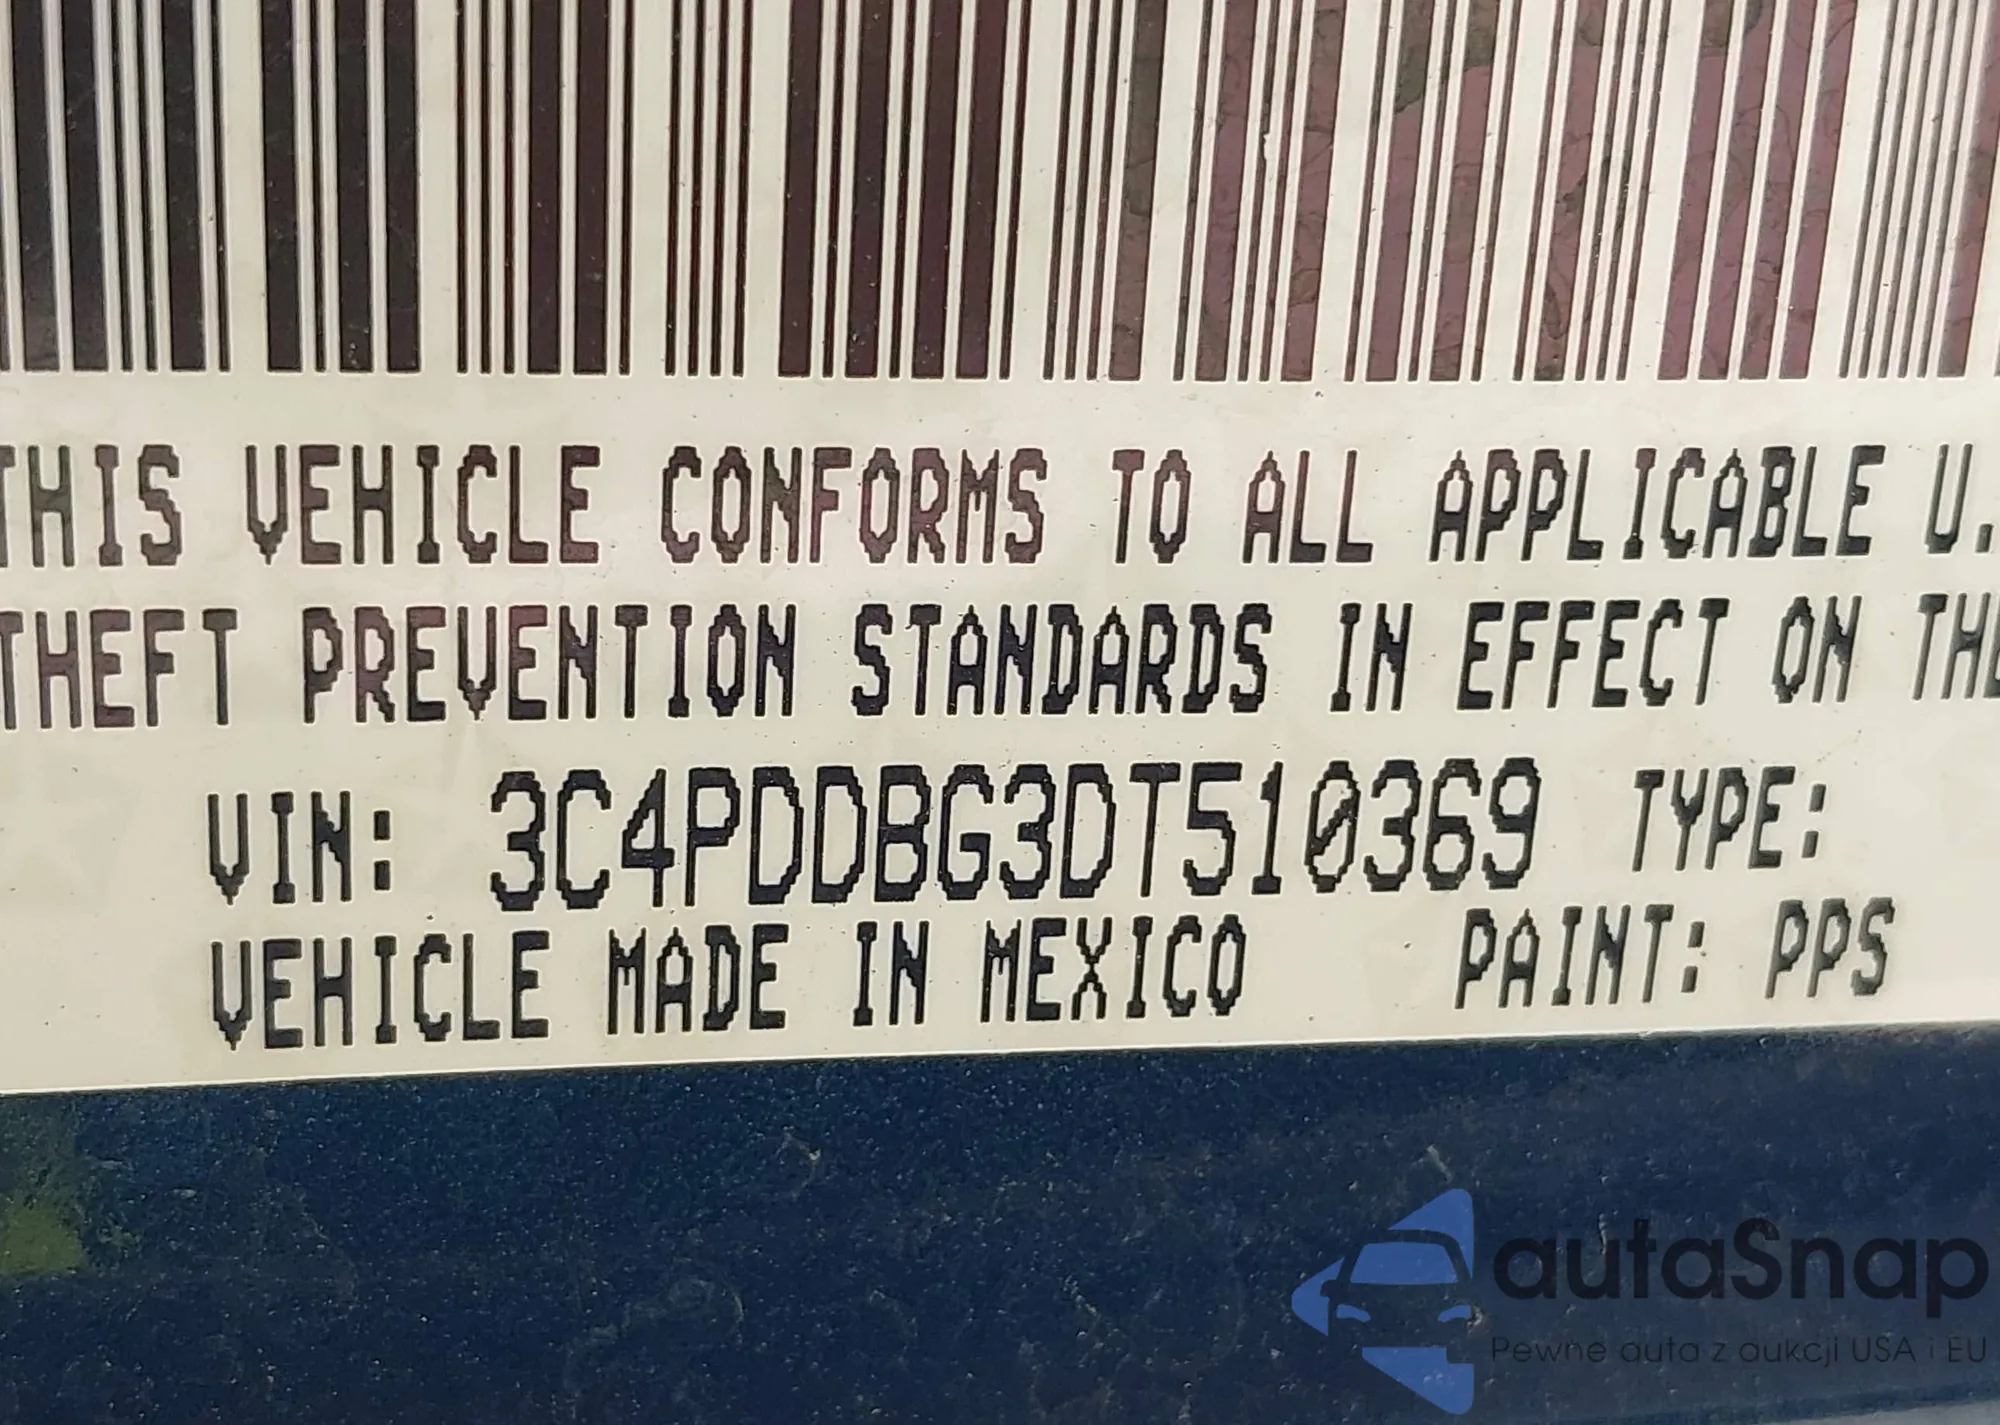 THIS VEHICLE CONFORMS TO ALL APPLICABLE U.
THEFT PREVENTION STANDARDS IN EFFECT ON THE
VIN: 3C4PDDBG3DT510369 TYPE:
VEHICLE MADE IN MEXICO PAINT: PPS
autaSnap
Pewne auta z aukcji USA i EU